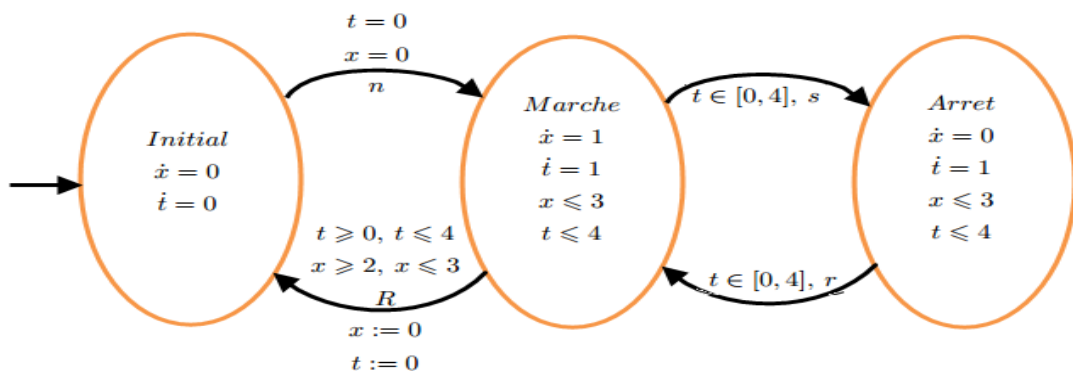 t = 0
x = 0
n
Initial
ẋ = 0
ṫ = 0
t ⩾ 0, t ⩽ 4
x ⩾ 2, x ⩽ 3
R
x := 0
t := 0
Marche
ẋ = 1
ṫ = 1
x ⩽ 3
t ⩽ 4
t ∈ [0, 4], s
t ∈ [0, 4], r
Arret
ẋ = 0
ṫ = 1
x ⩽ 3
t ⩽ 4